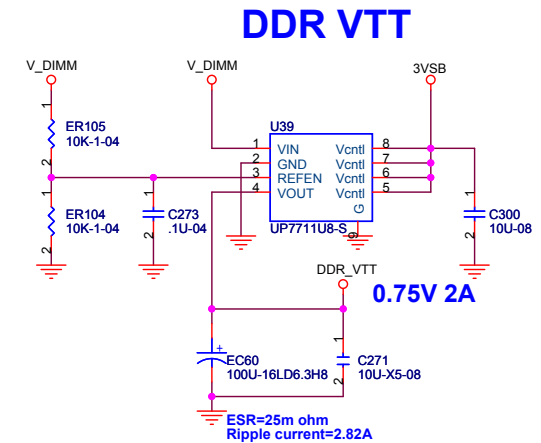 DDR VTT
V_DIMM
V_DIMM
3VSB
1
ER105
10K-1-04
2
U39
1
VIN
Vcntl
8
2
GND
Vcntl
7
3
REFEN
Vcntl
6
4
VOUT
Vcntl
5
G
9
UP7711U8-S
1
ER104
10K-1-04
2
1
C273
.1U-04
2
1
C300
10U-08
2
DDR_VTT
0.75V 2A
+
EC60
100U-16LD6.3H8
1
C271
10U-X5-08
2
ESR=25m ohm
Ripple current=2.82A